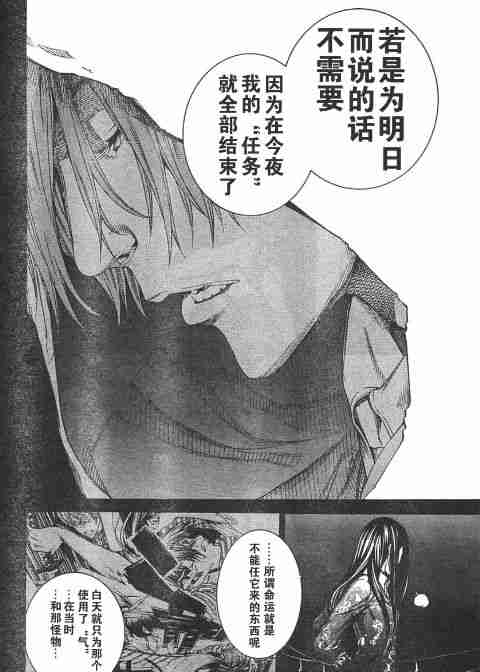 若是为明日
而说的话
不需要
因为在今夜
我的“任务”
就全部结束了
……所谓命运就是
不能任它来的东西呢
白天就只为那个
使用了“气”
……在当时
和那怪物…